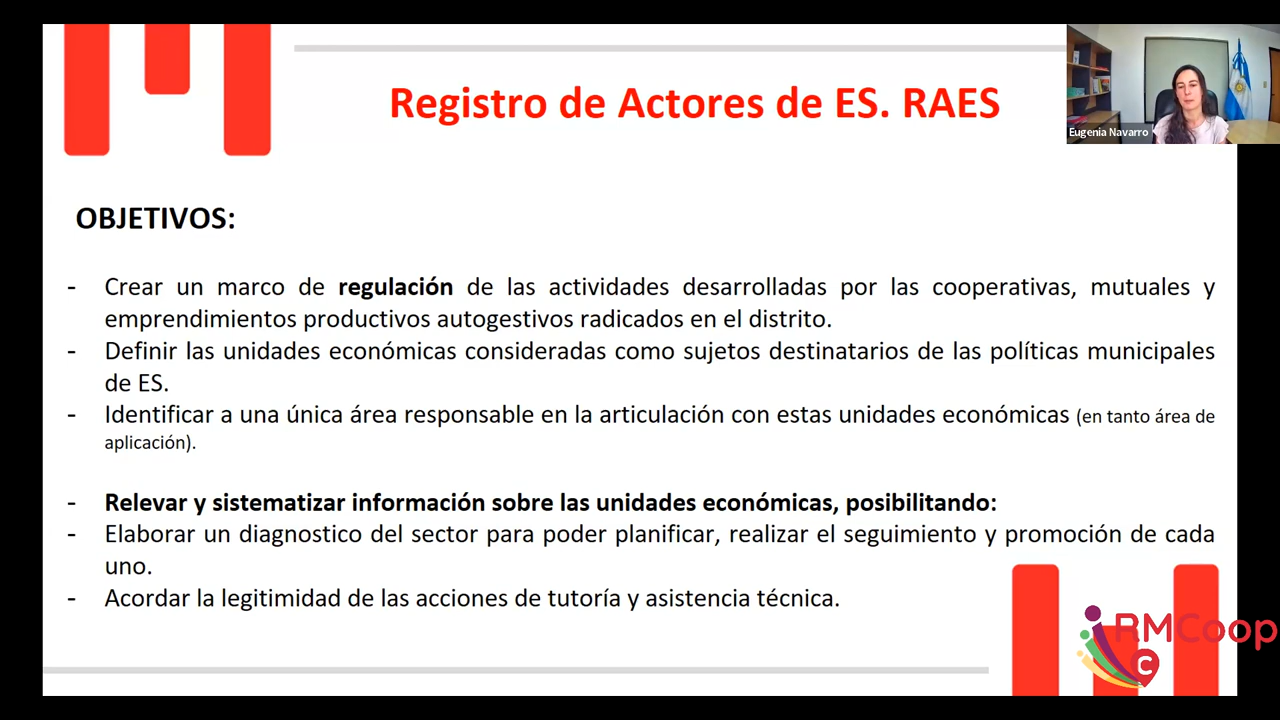 Registro de Actores de ES. RAES
Eugenia Navarro
OBJETIVOS:
- Crear un marco de regulación de las actividades desarrolladas por las cooperativas, mutuales y
emprendimientos productivos autogestivos radicados en el distrito.
- Definir las unidades económicas consideradas como sujetos destinatarios de las políticas municipales
de ES.
- Identificar a una única área responsable en la articulación con estas unidades económicas (en tanto área de
aplicación).
- Relevar y sistematizar información sobre las unidades económicas, posibilitando:
- Elaborar un diagnostico del sector para poder planificar, realizar el seguimiento y promoción de cada
uno.
- Acordar la legitimidad de las acciones de tutoría y asistencia técnica.
RMCoop
C